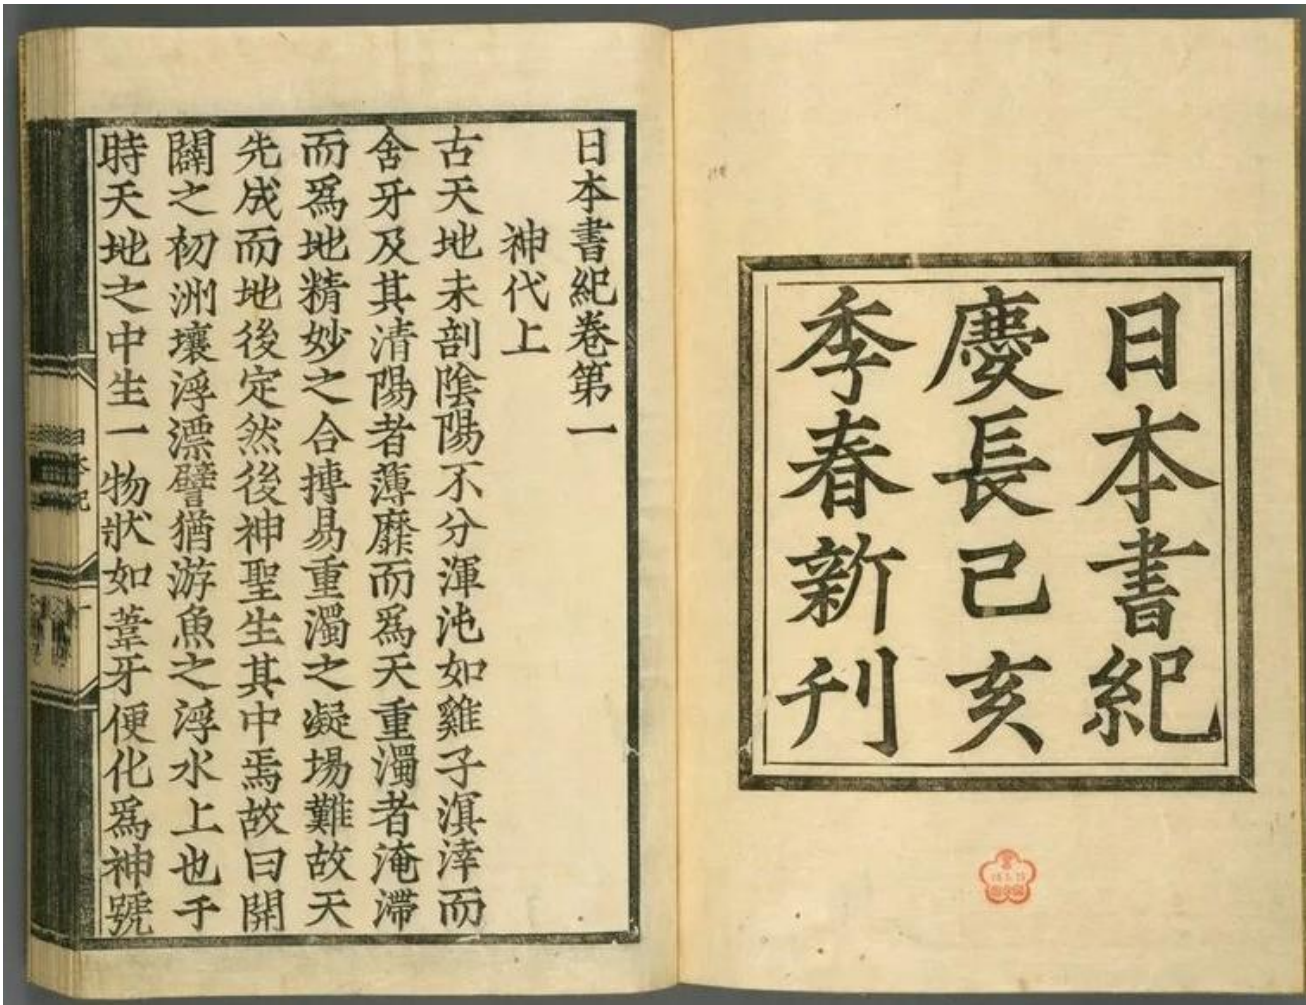 日本書紀
慶長己亥
季春新刊
日本書紀卷第一
神代上
古天地未剖陰陽不分渾沌如雞子溟涬而
含牙及其清陽者薄靡而爲天重濁者淹滯
而爲地精妙之合摶易重濁之凝埸難故天
先成而地後定然後神聖生其中焉故曰開
闢之初洲壤浮漂譬猶游魚之浮水上也于
時天地之中生一物狀如葦牙便化爲神號